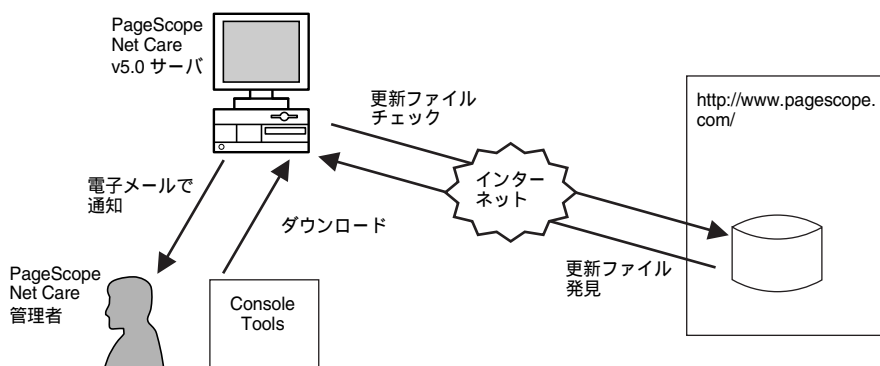 PageScope
Net Care
v5.0 サーバ
更新ファイル
チェック
http://www.pagescope.
com/
インター
ネット
電子メールで
通知
ダウンロード
更新ファイル
発見
PageScope
Net Care
管理者
Console
Tools